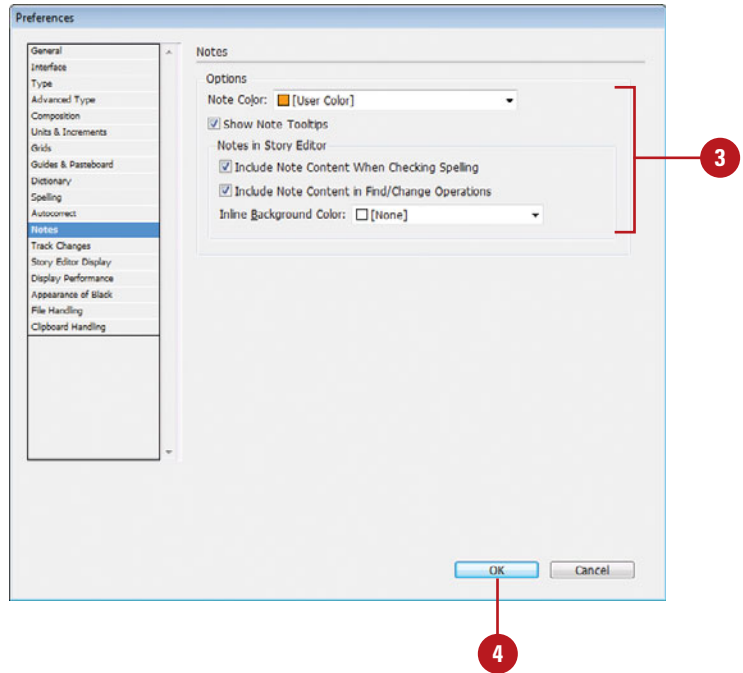 Preferences
General
Interface
Type
Advanced Type
Composition
Units & Increments
Grids
Guides & Pasteboard
Dictionary
Spelling
Autocorrect
Notes
Track Changes
Story Editor Display
Display Performance
Appearance of Black
File Handling
Clipboard Handling
Notes
Options
Note Color: [User Color]
Show Note Tooltips
Notes in Story Editor
Include Note Content When Checking Spelling
Include Note Content in Find/Change Operations
Inline Background Color: [None]
3
OK Cancel
4